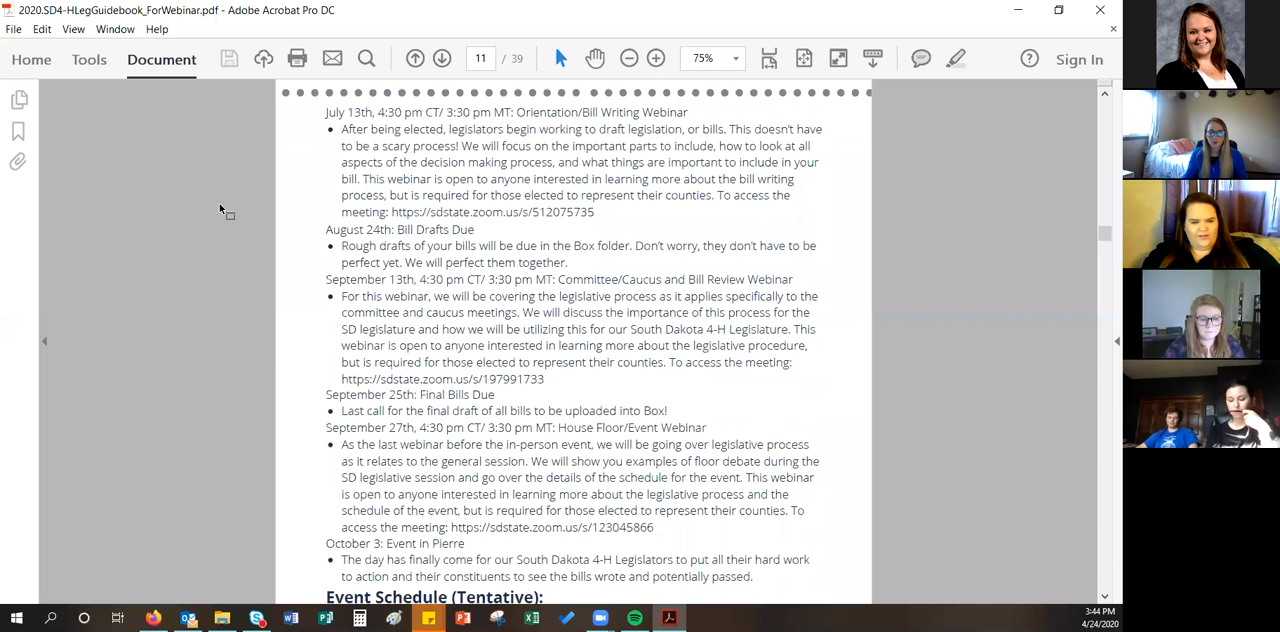 2020.SD4-HLegGuidebook_ForWebinar.pdf - Adobe Acrobat Pro DC
File Edit View Window Help
Home Tools Document 11 / 39 75% Sign In
July 13th, 4:30 pm CT/ 3:30 pm MT: Orientation/Bill Writing Webinar
• After being elected, legislators begin working to draft legislation, or bills. This doesn't have
to be a scary process! We will focus on the important parts to include, how to look at all
aspects of the decision making process, and what things are important to include in your
bill. This webinar is open to anyone interested in learning more about the bill writing
process, but is required for those elected to represent their counties. To access the
meeting: https://sdstate.zoom.us/s/512075735
August 24th: Bill Drafts Due
• Rough drafts of your bills will be due in the Box folder. Don't worry, they don't have to be
perfect yet. We will perfect them together.
September 13th, 4:30 pm CT/ 3:30 pm MT: Committee/Caucus and Bill Review Webinar
• For this webinar, we will be covering the legislative process as it applies specifically to the
committee and caucus meetings. We will discuss the importance of this process for the
SD legislature and how we will be utilizing this for our South Dakota 4-H Legislature. This
webinar is open to anyone interested in learning more about the legislative procedure,
but is required for those elected to represent their counties. To access the meeting:
https://sdstate.zoom.us/s/197991733
September 25th: Final Bills Due
• Last call for the final draft of all bills to be uploaded into Box!
September 27th, 4:30 pm CT/ 3:30 pm MT: House Floor/Event Webinar
• As the last webinar before the in-person event, we will be going over legislative process
as it relates to the general session. We will show you examples of floor debate during the
SD legislative session and go over the details of the schedule for the event. This webinar
is open to anyone interested in learning more about the legislative process and the
schedule of the event, but is required for those elected to represent their counties. To
access the meeting: https://sdstate.zoom.us/s/123045866
October 3: Event in Pierre
• The day has finally come for our South Dakota 4-H Legislators to put all their hard work
to action and their constituents to see the bills wrote and potentially passed.
Event Schedule (Tentative):
3:44 PM
4/24/2020